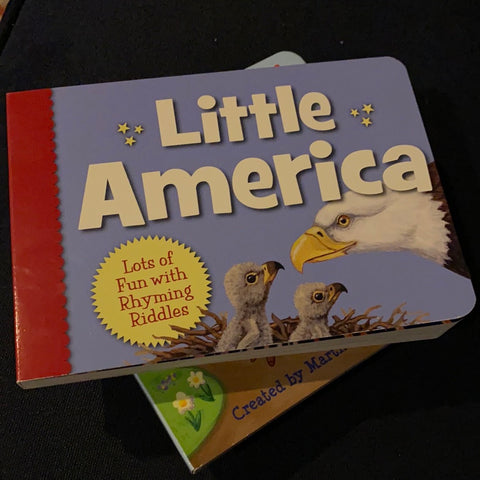 Little
America
Lots of
Fun with
Rhyming
Riddles
Created by